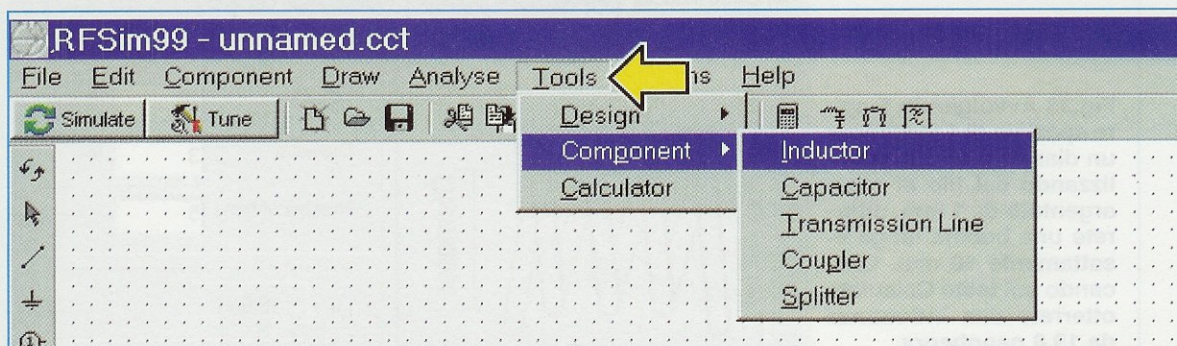 RFSim99 - unnamed.cct
File Edit Component Draw Analyse Tools ns Help
Simulate Tune
Design
Component
Calculator
Inductor
Capacitor
Transmission Line
Coupler
Splitter